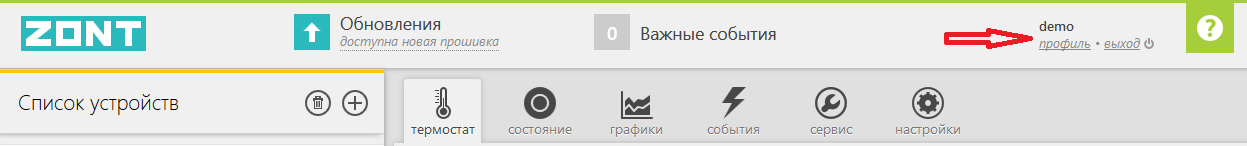 ZONT
Обновления
доступна новая прошивка
0
Важные события
demo
профиль • выход
?
Список устройств
термостат
состояние
графики
события
сервис
настройки